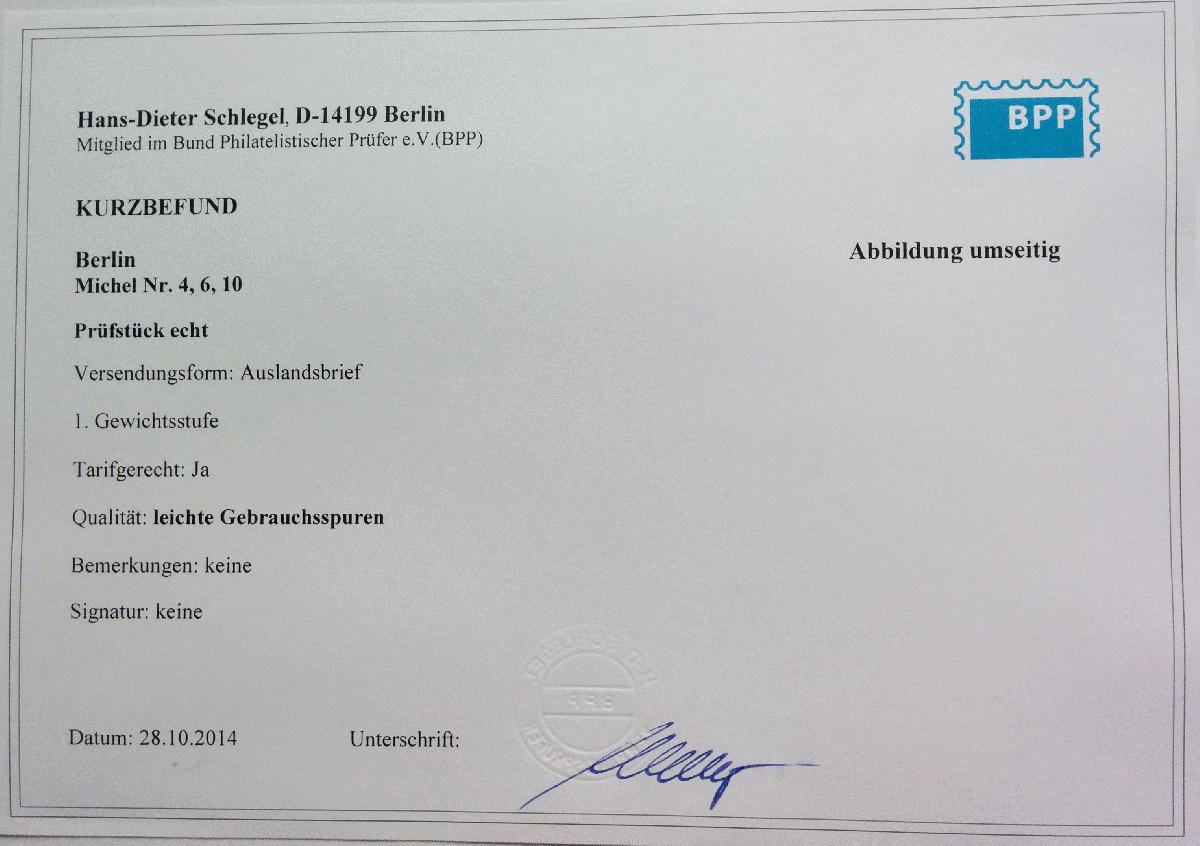 Hans-Dieter Schlegel, D-14199 Berlin
Mitglied im Bund Philatelistischer Prüfer e.V.(BPP)
BPP
KURZBEFUND
Berlin
Michel Nr. 4, 6, 10
Abbildung umseitig
Prüfstück echt
Versendungsform: Auslandsbrief
1. Gewichtsstufe
Tarifgerecht: Ja
Qualität: leichte Gebrauchsspuren
Bemerkungen: keine
Signatur: keine
Datum: 28.10.2014
Unterschrift: